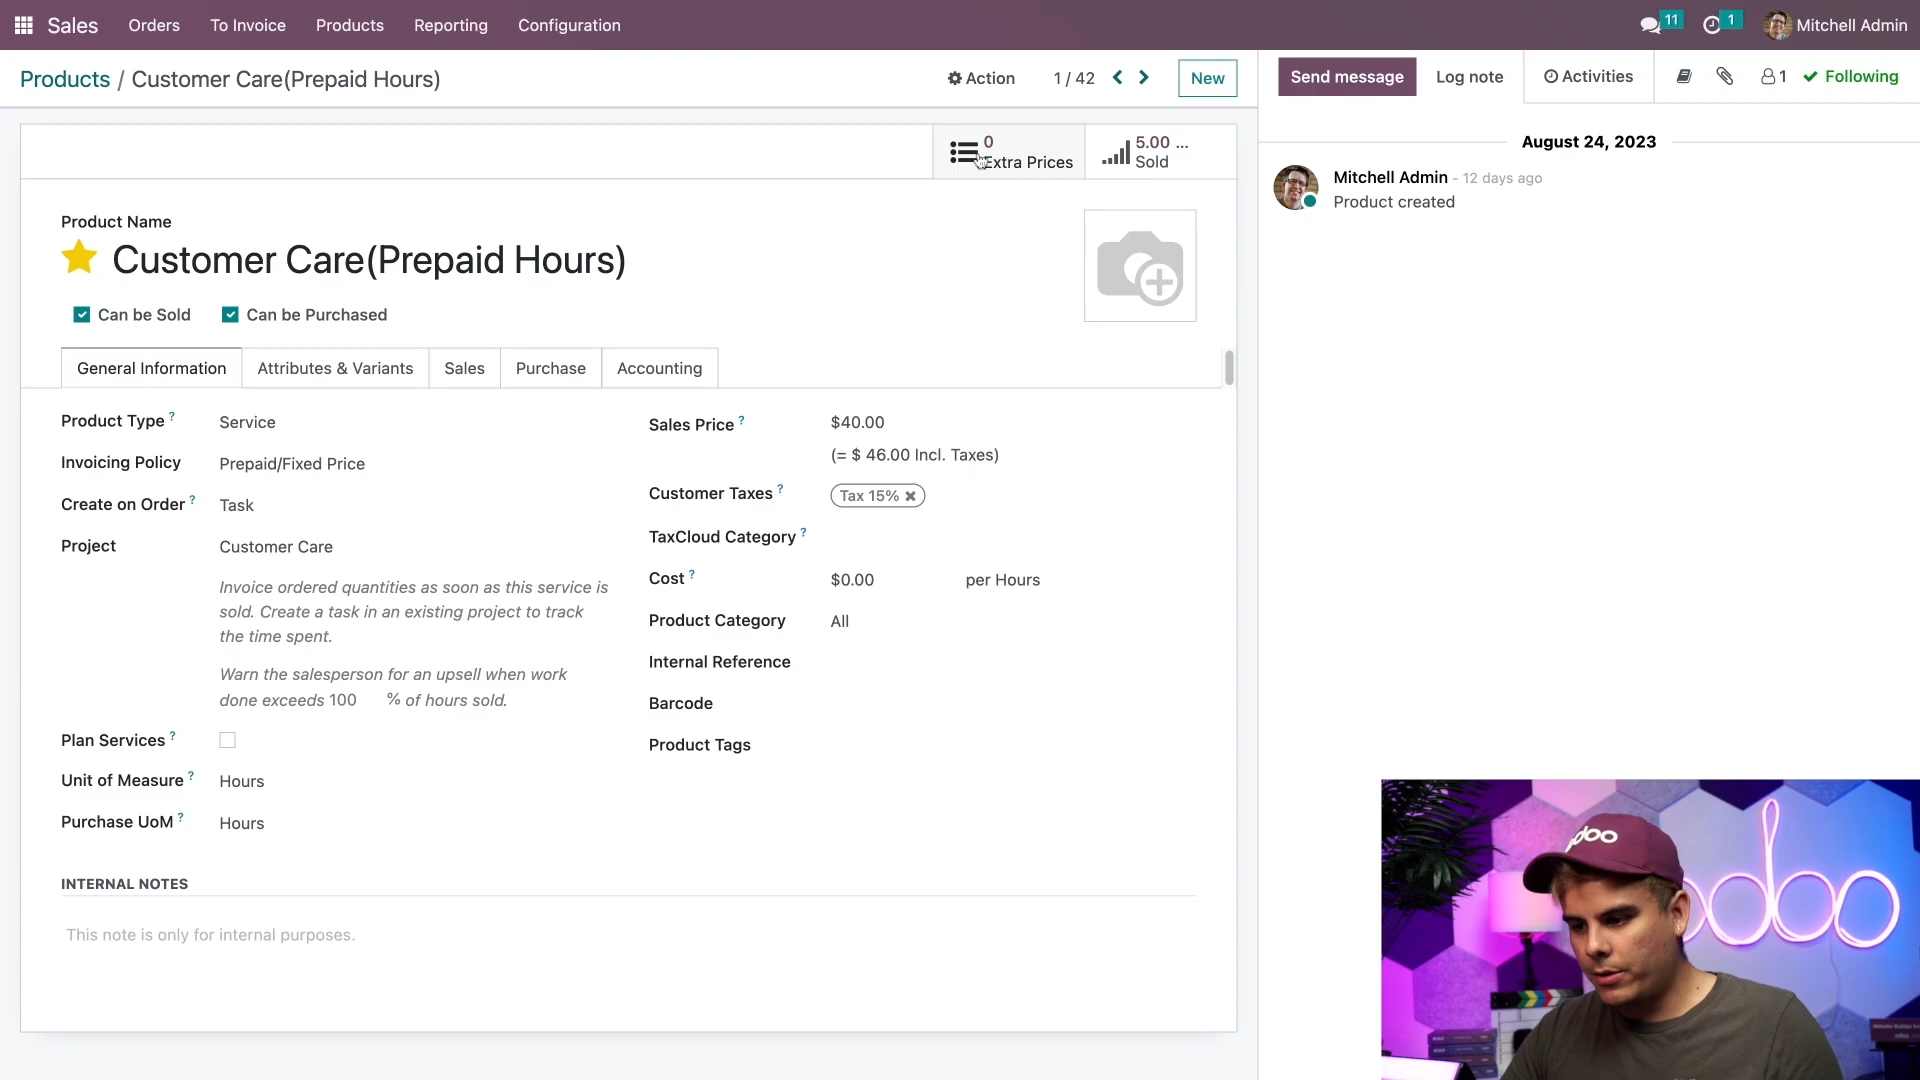 Sales Orders To Invoice Products Reporting Configuration 11 1 Mitchell Admin
Products / Customer Care(Prepaid Hours) Action 1 / 42 New
Send message Log note Activities 1 Following
0
Extra Prices
5.00 ...
Sold
August 24, 2023
Mitchell Admin - 12 days ago
Product created
Product Name
Customer Care(Prepaid Hours)
Can be Sold Can be Purchased
General Information Attributes & Variants Sales Purchase Accounting
Product Type ? Service
Invoicing Policy Prepaid/Fixed Price
Create on Order ? Task
Project Customer Care
Invoice ordered quantities as soon as this service is
sold. Create a task in an existing project to track
the time spent.
Warn the salesperson for an upsell when work
done exceeds 100 % of hours sold.
Plan Services ?
Unit of Measure ? Hours
Purchase UoM ? Hours
Sales Price ? $40.00
(= $ 46.00 Incl. Taxes)
Customer Taxes ? Tax 15% ✖
TaxCloud Category ?
Cost ? $0.00 per Hours
Product Category All
Internal Reference
Barcode
Product Tags
INTERNAL NOTES
This note is only for internal purposes.
odoo
odoo